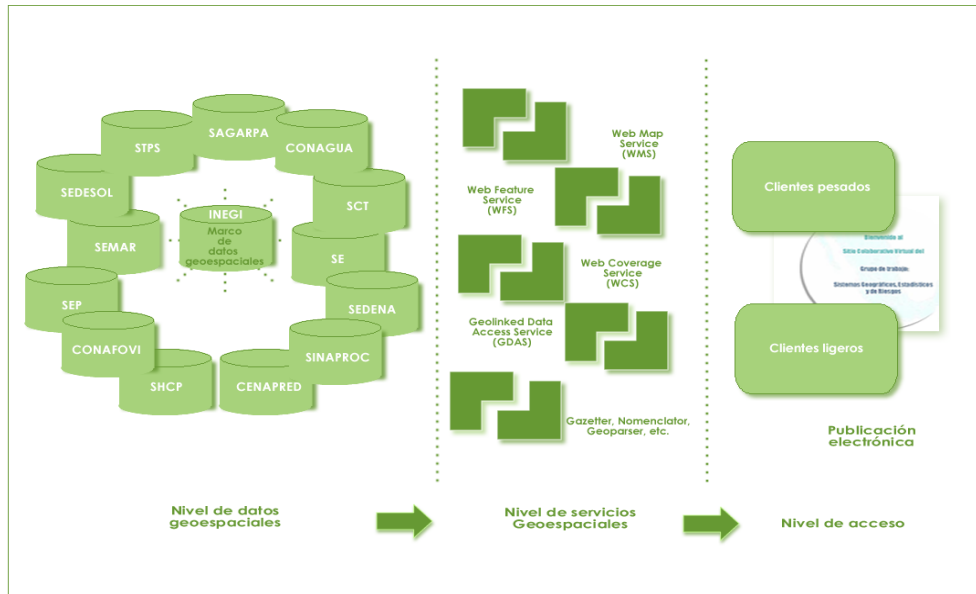 SAGARPA
STPS
CONAGUA
SEDESOL
SCT
INEGI
Marco
de
datos
geoespaciales
SEMAR
SE
SEP
SEDENA
CONAFOVI
SINAPROC
SHCP
CENAPRED
Nivel de datos
geoespaciales
Web Map
Service
(WMS)
Web Feature
Service
(WFS)
Web Coverage
Service
(WCS)
Geolinked Data
Access Service
(GDAS)
Gazetter, Nomenclator,
Geoparser, etc.
Nivel de servicios
Geoespaciales
Clientes pesados
Bienvenido al
Sitio Colaborativo Virtual del
Grupo de trabajo:
Sistemas Geográficos, Estadísticos
y de Riesgos
Clientes ligeros
Publicación
electrónica
Nivel de acceso